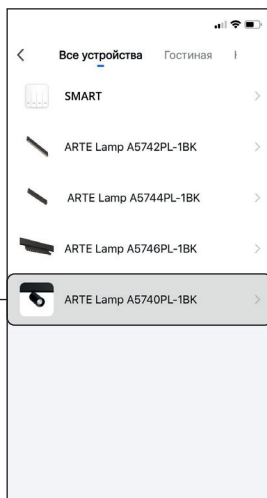 Все устройства Гостиная
SMART
ARTE Lamp A5742PL-1BK
ARTE Lamp A5744PL-1BK
ARTE Lamp A5746PL-1BK
ARTE Lamp A5740PL-1BK